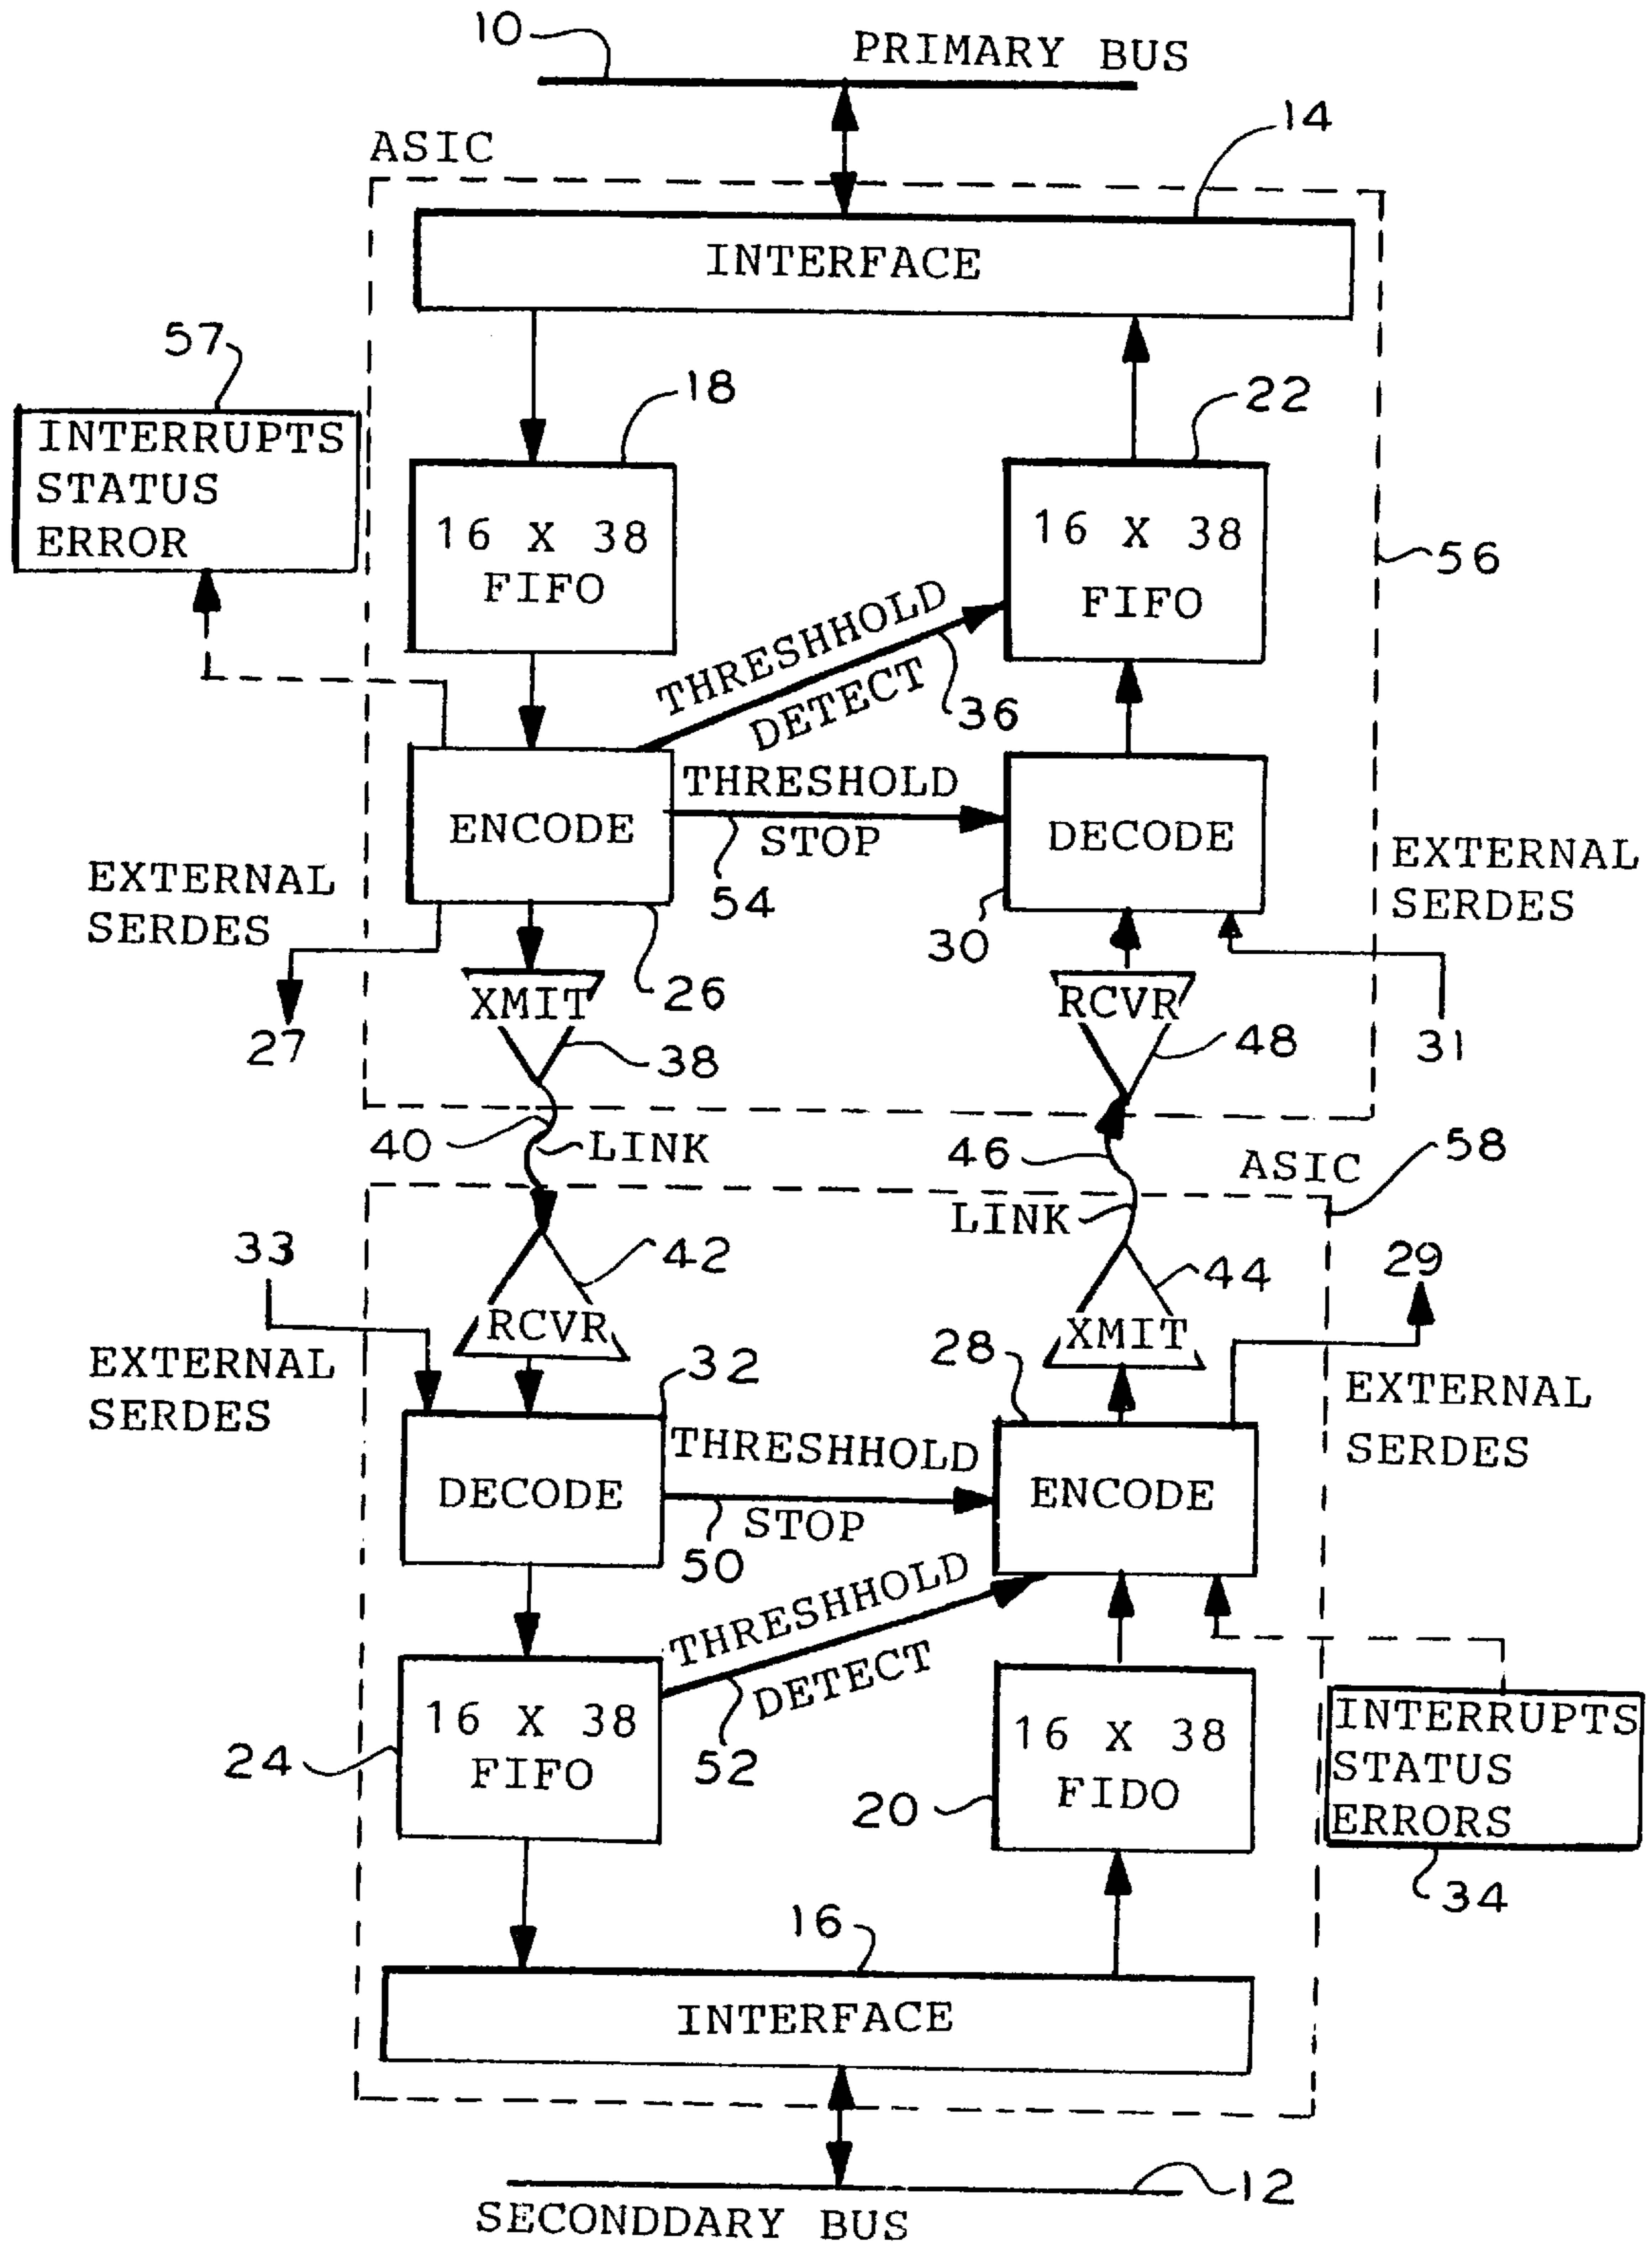 10
PRIMARY BUS
ASIC
14
INTERFACE
57
INTERRUPTS
STATUS
ERROR
18
22
16 X 38
FIFO
16 X 38
FIFO
56
THRESHHOLD
DETECT
36
ENCODE
THRESHOLD
STOP
54
DECODE
EXTERNAL
SERDES
EXTERNAL
SERDES
30
27
XMIT
26
38
RCVR
48
31
40
LINK
46
LINK
ASIC
58
33
EXTERNAL
SERDES
42
RCVR
44
XMIT
29
EXTERNAL
SERDES
32
28
DECODE
THRESHHOLD
STOP
50
ENCODE
THRESHHOLD
DETECT
52
24
16 X 38
FIFO
20
16 X 38
FIDO
INTERRUPTS
STATUS
ERRORS
34
16
INTERFACE
12
SECONDDARY BUS